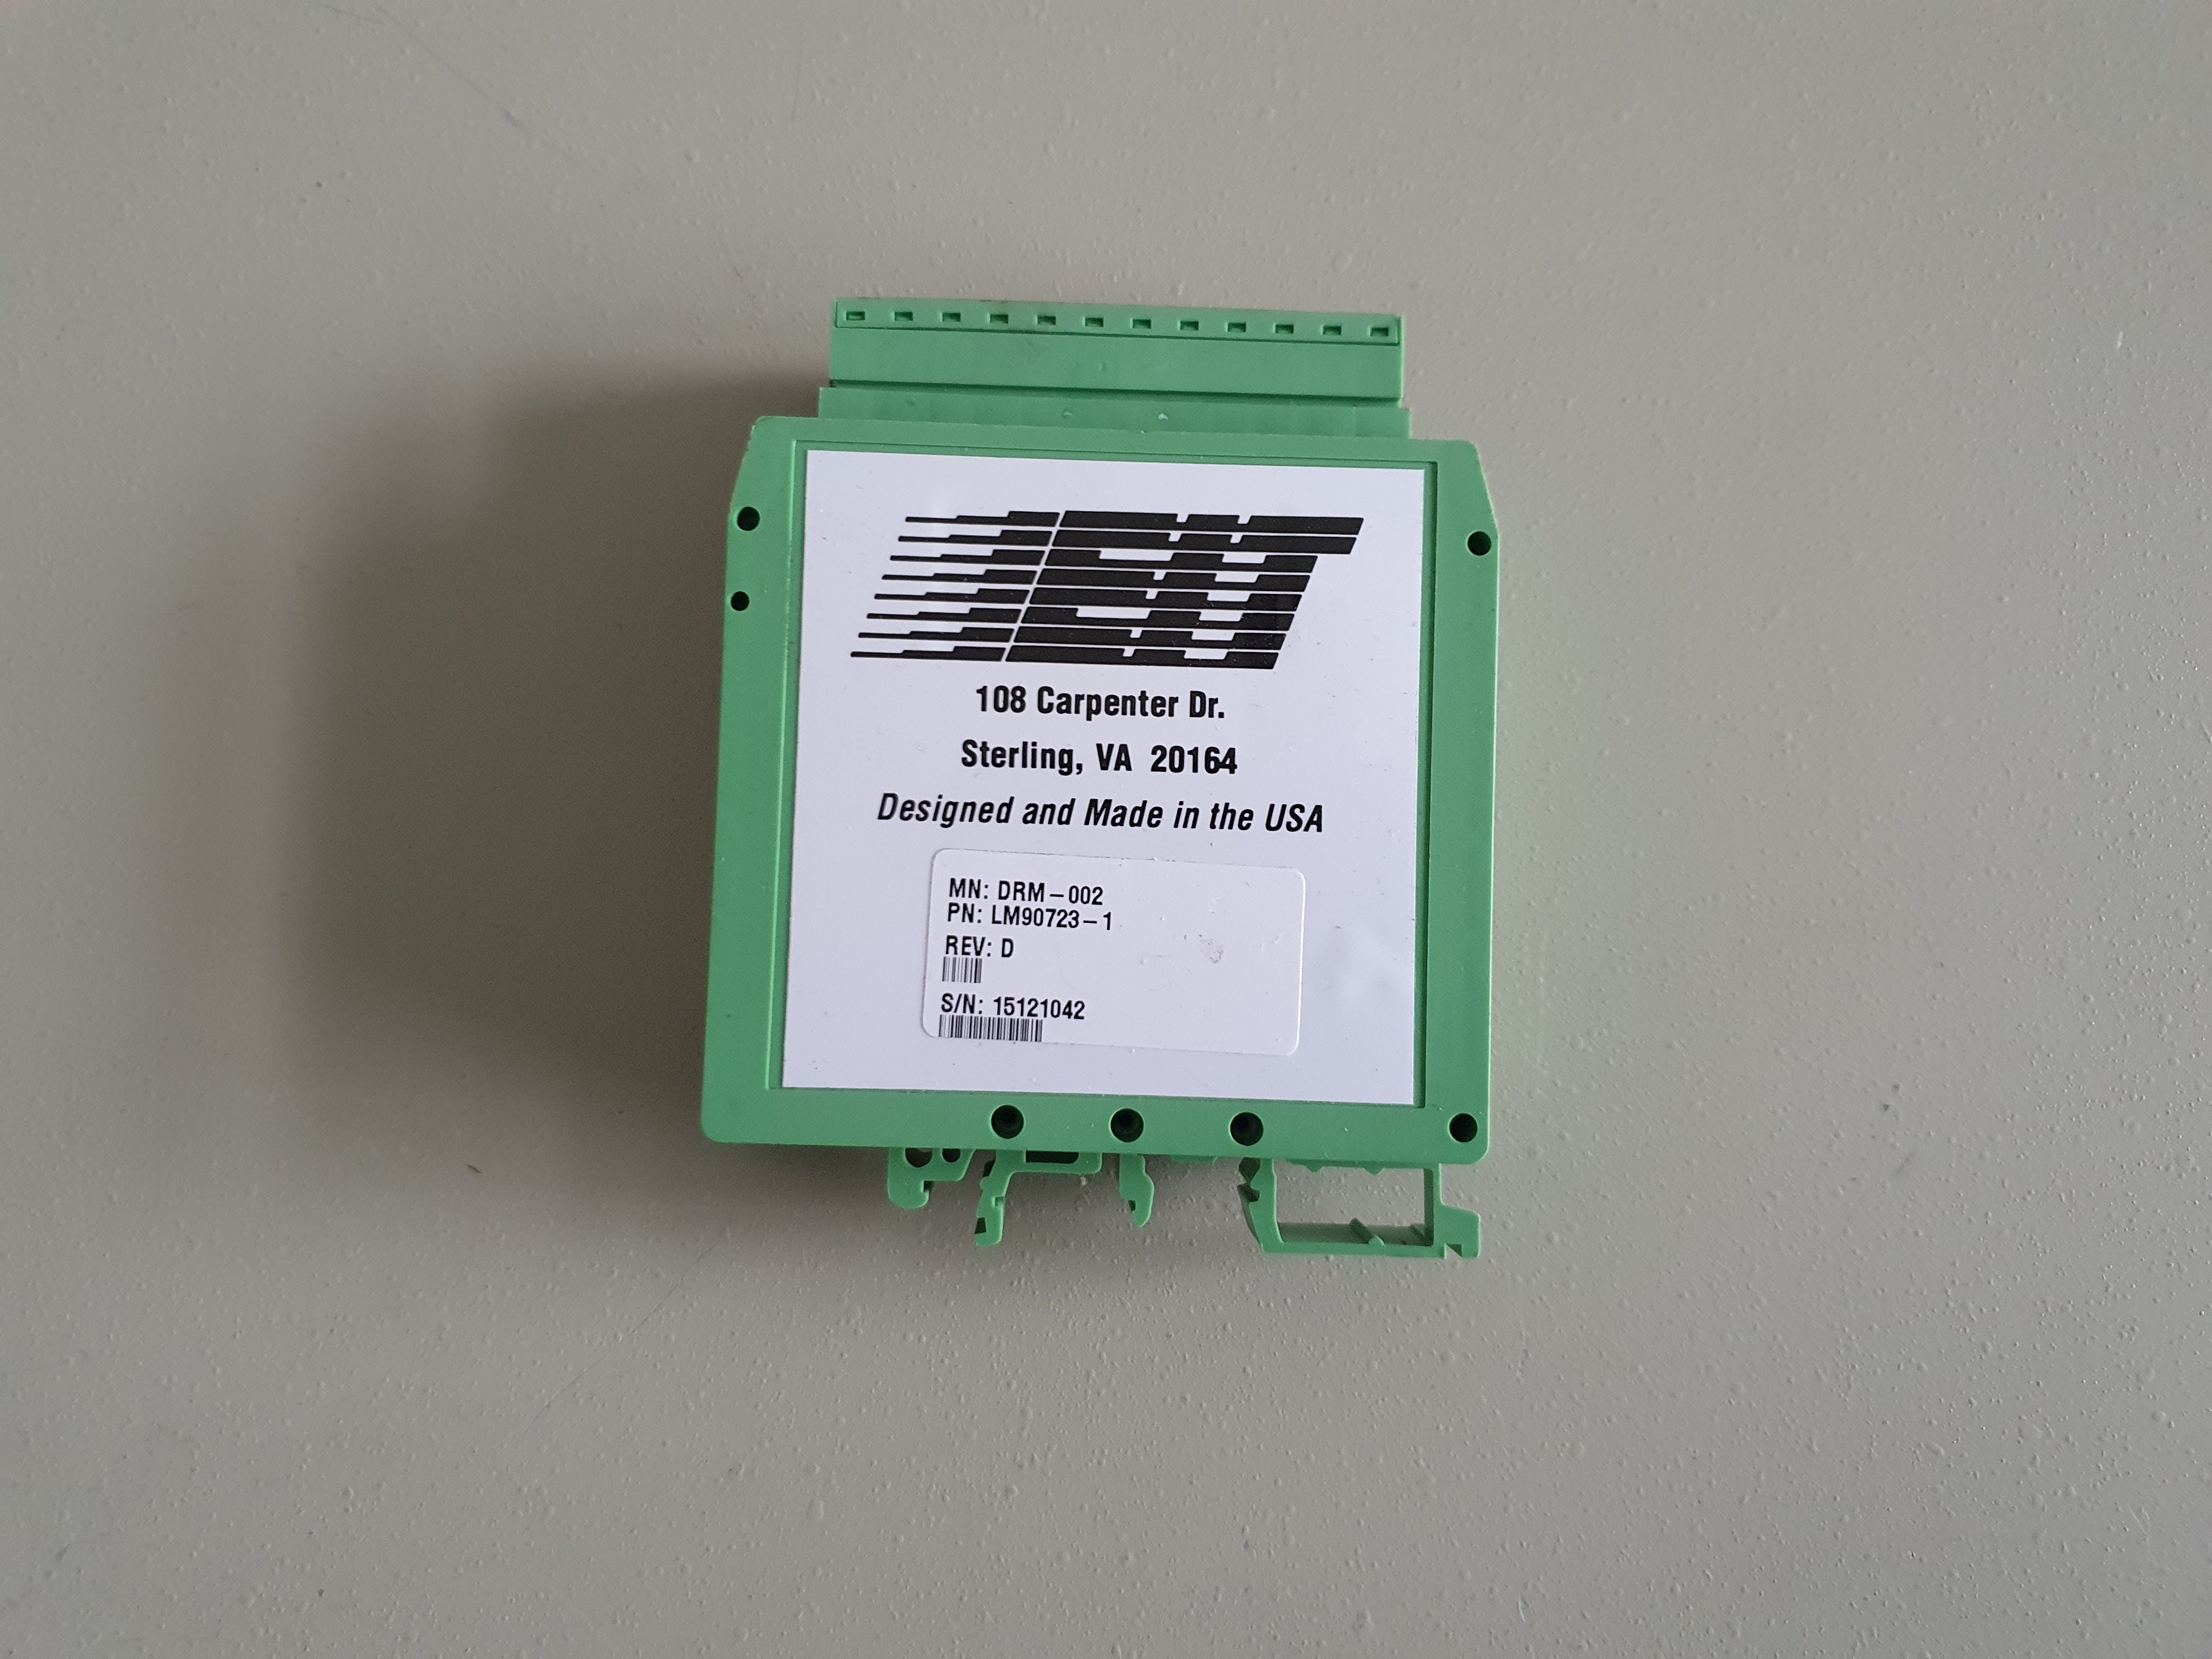 108 Carpenter Dr.
Sterling, VA 20164
Designed and Made in the USA
MN: DRM-002
PN: LM90723-1
REV: D
S/N: 15121042